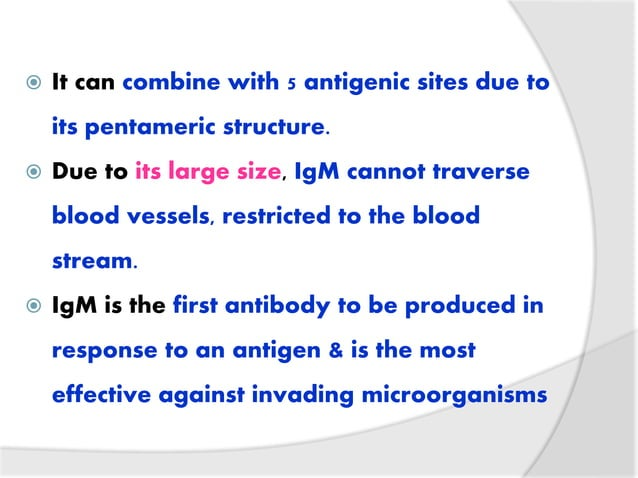 It can combine with 5 antigenic sites due to
its pentameric structure.
Due to its large size, IgM cannot traverse
blood vessels, restricted to the blood
stream.
IgM is the first antibody to be produced in
response to an antigen & is the most
effective against invading microorganisms